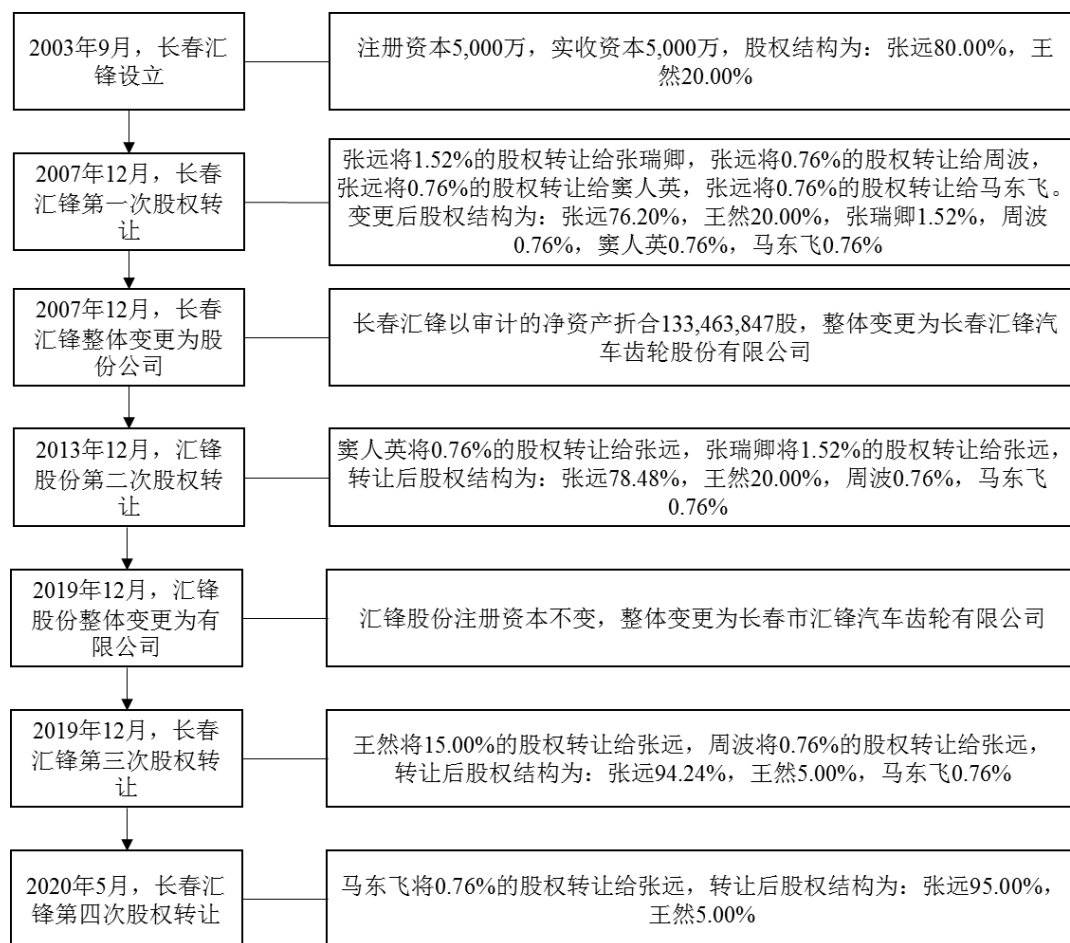 2003年9月，长春汇
锋设立
注册资本5,000万，实收资本5,000万，股权结构为：张远80.00%，王
然20.00%
2007年12月，长春
汇锋第一次股权转
让
张远将1.52%的股权转让给张瑞卿，张远将0.76%的股权转让给周波，
张远将0.76%的股权转让给窦人英，张远将0.76%的股权转让给马东飞。
变更后股权结构为：张远76.20%，王然20.00%，张瑞卿1.52%，周波
0.76%，窦人英0.76%，马东飞0.76%
2007年12月，长春
汇锋整体变更为股
份公司
长春汇锋以审计的净资产折合133,463,847股，整体变更为长春汇锋汽
车齿轮股份有限公司
2013年12月，汇锋
股份第二次股权转
让
窦人英将0.76%的股权转让给张远，张瑞卿将1.52%的股权转让给张远，
转让后股权结构为：张远78.48%，王然20.00%，周波0.76%，马东飞
0.76%
2019年12月，汇锋
股份整体变更为有
限公司
汇锋股份注册资本不变，整体变更为长春市汇锋汽车齿轮有限公司
2019年12月，长春
汇锋第三次股权转
让
王然将15.00%的股权转让给张远，周波将0.76%的股权转让给张远，
转让后股权结构为：张远94.24%，王然5.00%，马东飞0.76%
2020年5月，长春汇
锋第四次股权转让
马东飞将0.76%的股权转让给张远，转让后股权结构为：张远95.00%，
王然5.00%